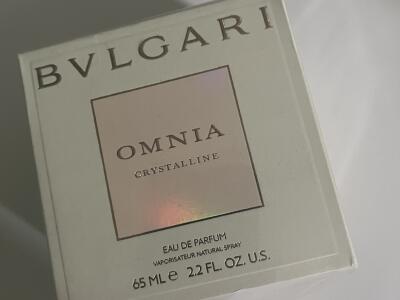 BVLGARI
OMNIA
CRYSTALLINE
EAU DE PARFUM
VAPORISATEUR NATURAL SPRAY
65 ML e 2.2 FL. OZ. U.S.